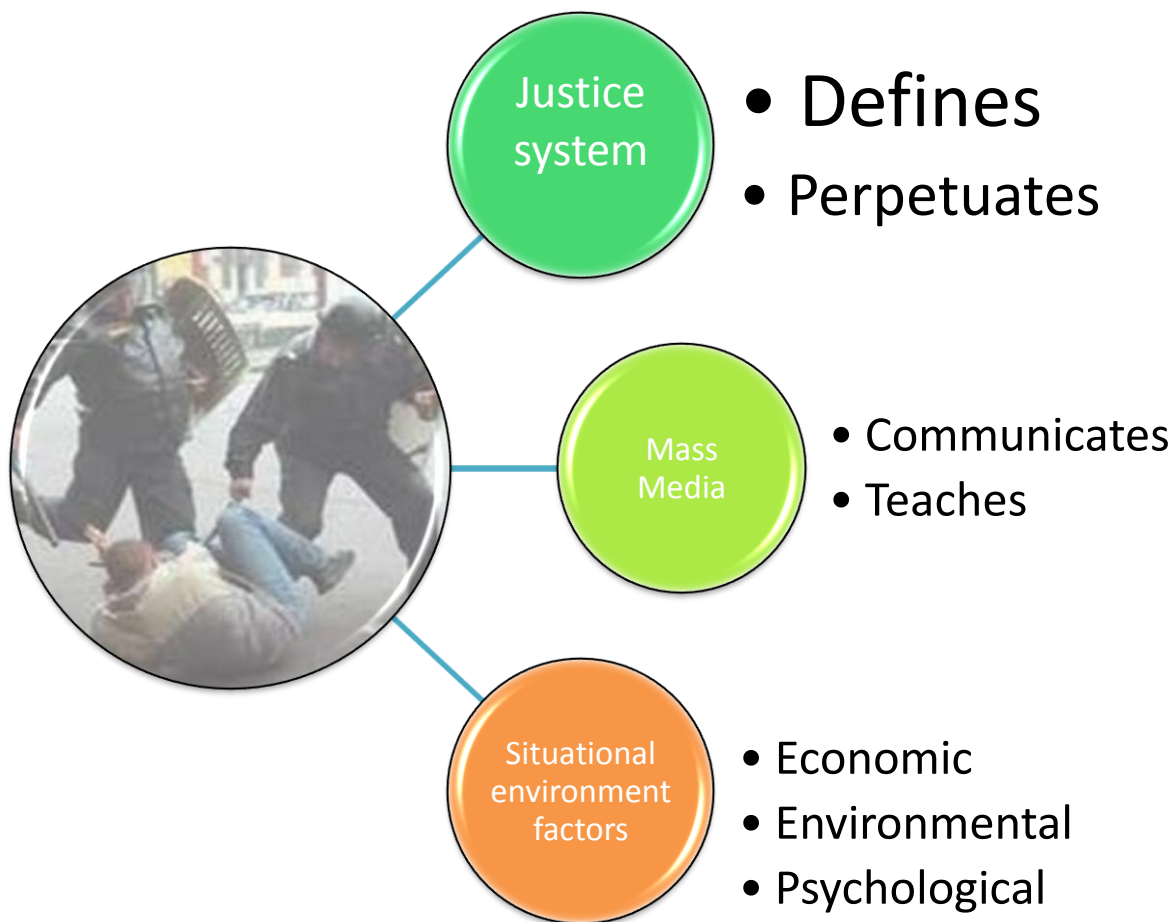 Justice
system
• Defines
• Perpetuates
Mass
Media
• Communicates
• Teaches
Situational
environment
factors
• Economic
• Environmental
• Psychological